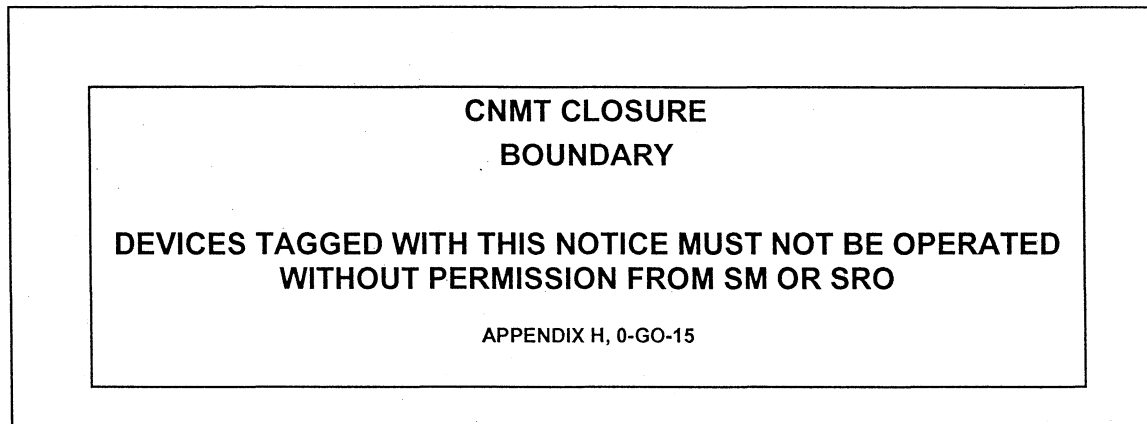 CNMT CLOSURE
BOUNDARY
DEVICES TAGGED WITH THIS NOTICE MUST NOT BE OPERATED
WITHOUT PERMISSION FROM SM OR SRO
APPENDIX H, 0-GO-15